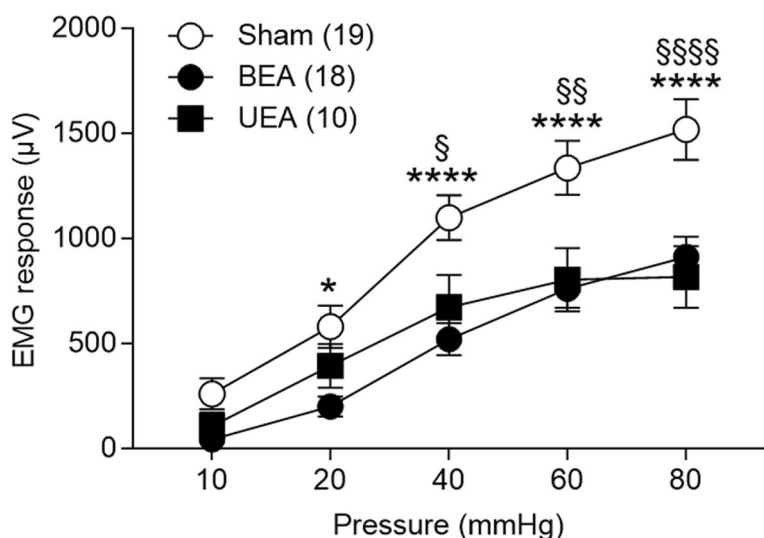 2000
1500
1000
500
0
EMG response (µV)
Sham (19)
BEA (18)
UEA (10)
*
§
****
§§
****
§§§§
****
10 20 40 60 80
Pressure (mmHg)